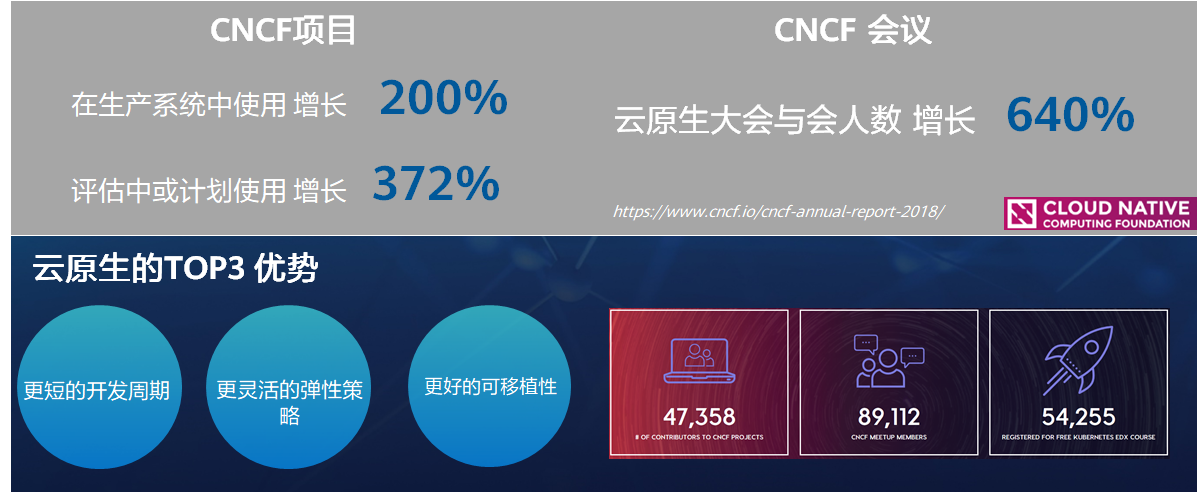 CNCF项目
在生产系统中使用 增长 200%
评估中或计划使用 增长 372%
CNCF 会议
云原生大会与会人数 增长 640%
https://www.cncf.io/cncf-annual-report-2018/
CLOUD NATIVE
COMPUTING FOUNDATION
云原生的TOP3 优势
更短的开发周期
更灵活的弹性策
略
更好的可移植性
47,358
# OF CONTRIBUTORS TO CNCF PROJECTS
89,112
CNCF MEETUP MEMBERS
54,255
REGISTERED FOR FREE KUBERNETES EDX COURSE